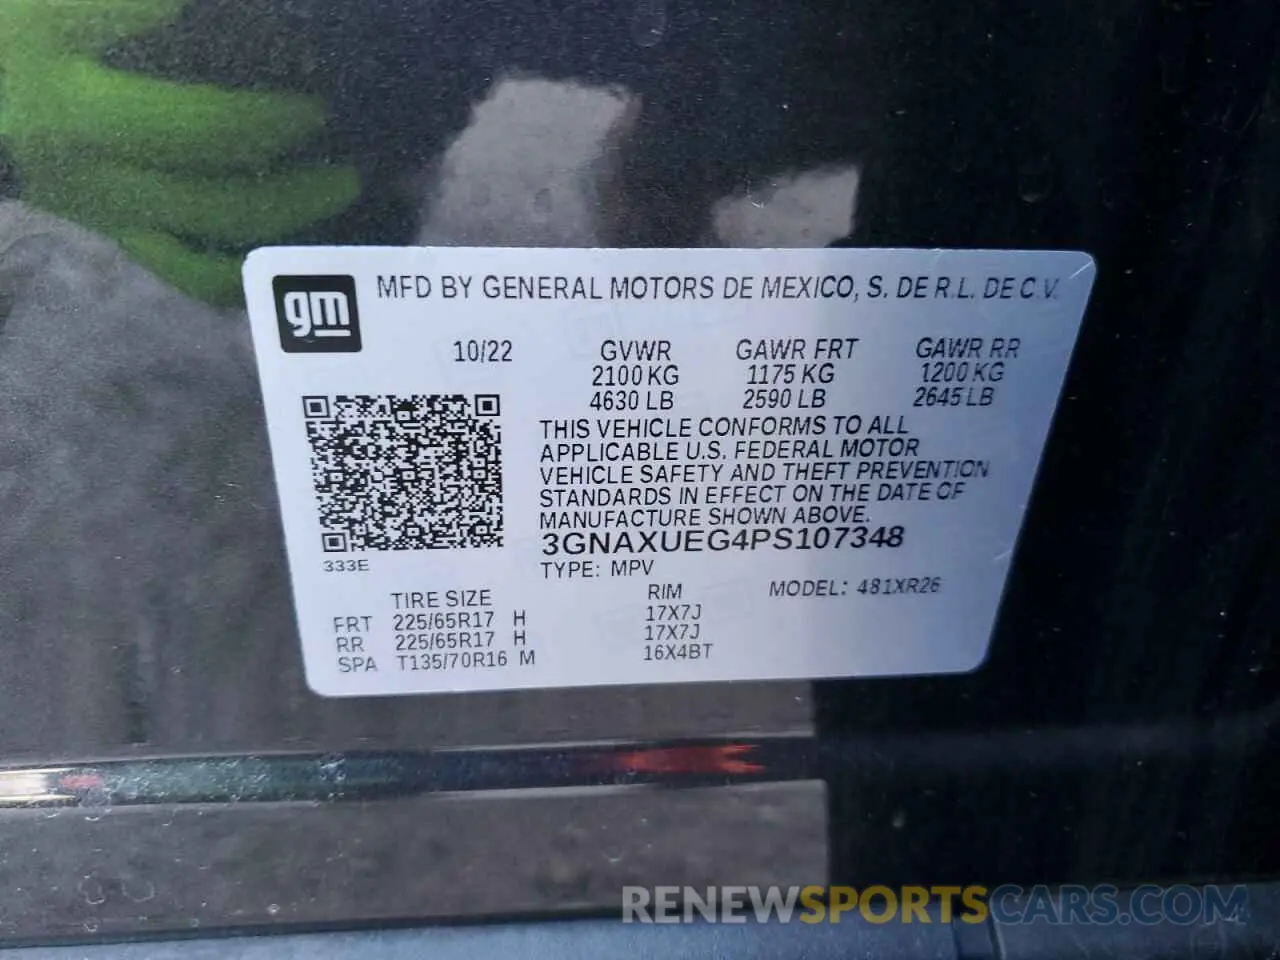 gm
MFD BY GENERAL MOTORS DE MEXICO, S. DE R.L. DE C.V.
10/22 GVWR GAWR FRT GAWR RR
2100 KG 1175 KG 1200 KG
4630 LB 2590 LB 2645 LB
THIS VEHICLE CONFORMS TO ALL
APPLICABLE U.S. FEDERAL MOTOR
VEHICLE SAFETY AND THEFT PREVENTION
STANDARDS IN EFFECT ON THE DATE OF
MANUFACTURE SHOWN ABOVE.
3GNAXUEG4PS107348
333E
TYPE: MPV
TIRE SIZE RIM MODEL: 481XR26
FRT 225/65R17 H 17X7J
RR 225/65R17 H 17X7J
SPA T135/70R16 M 16X4BT
RENEWSPORTSCARS.COM